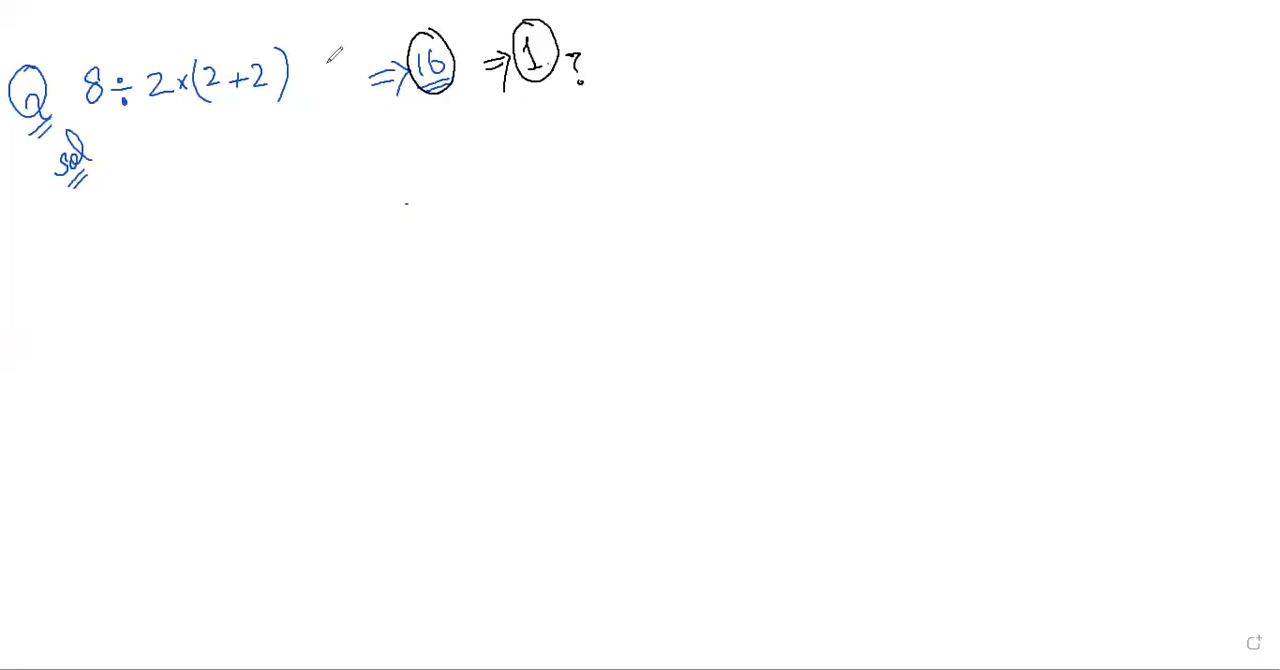 Q 8 ÷ 2 × (2 + 2) ⇒ 16 ⇒ 1 ?
Sol